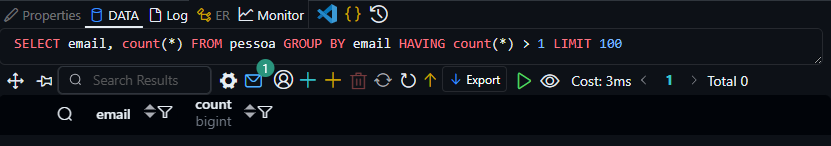 Properties DATA Log ER Monitor
SELECT email, count(*) FROM pessoa GROUP BY email HAVING count(*) > 1 LIMIT 100
Search Results 1 Export Cost: 3ms 1 Total 0
email count
bigint